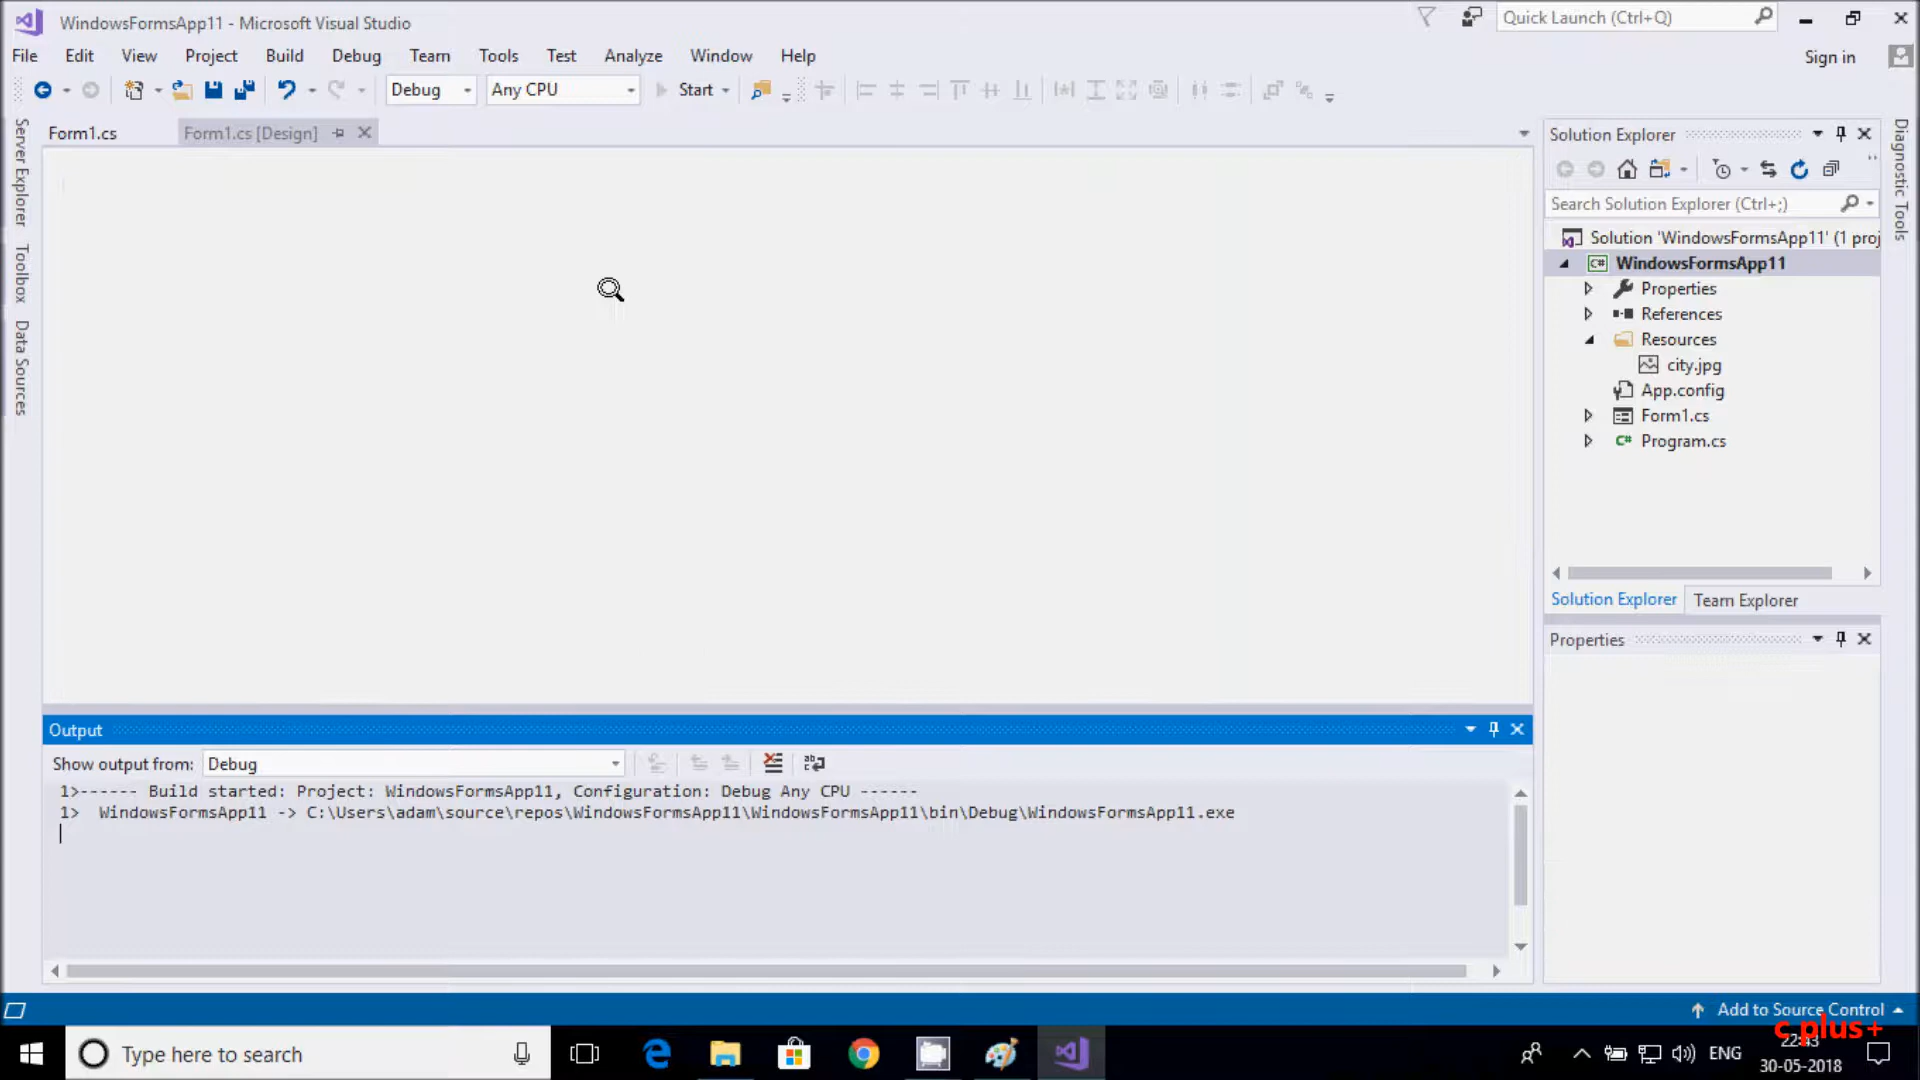 WindowsFormsApp11 - Microsoft Visual Studio
Quick Launch (Ctrl+Q)
File Edit View Project Build Debug Team Tools Test Analyze Window Help
Sign in
Debug Any CPU Start
Form1.cs Form1.cs [Design]
Server Explorer
Toolbox
Data Sources
Solution Explorer
Search Solution Explorer (Ctrl+;)
Solution 'WindowsFormsApp11' (1 proj
C# WindowsFormsApp11
Properties
References
Resources
city.jpg
App.config
Form1.cs
C# Program.cs
Solution Explorer Team Explorer
Properties
Diagnostic Tools
Output
Show output from: Debug
1>------ Build started: Project: WindowsFormsApp11, Configuration: Debug Any CPU ------
1> WindowsFormsApp11 -> C:\Users\adam\source\repos\WindowsFormsApp11\WindowsFormsApp11\bin\Debug\WindowsFormsApp11.exe
Add to Source Control
c plus+
Type here to search
ENG
22:43
30-05-2018